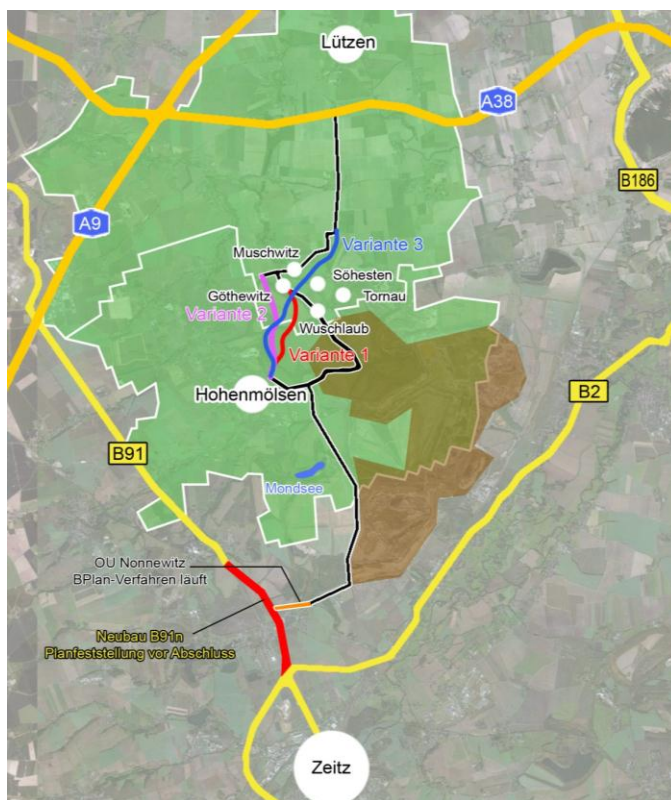 Lützen
A38
B186
A9
Muschwitz
Variante 3
Söhesten
Göthewitz
Tornau
Variante 2
Wuschlaub
Variante 1
Hohenmölsen
B2
B91
Mondsee
OU Nonnewitz
BPlan-Verfahren läuft
Neubau B91n
Planfeststellung vor Abschluss
Zeitz